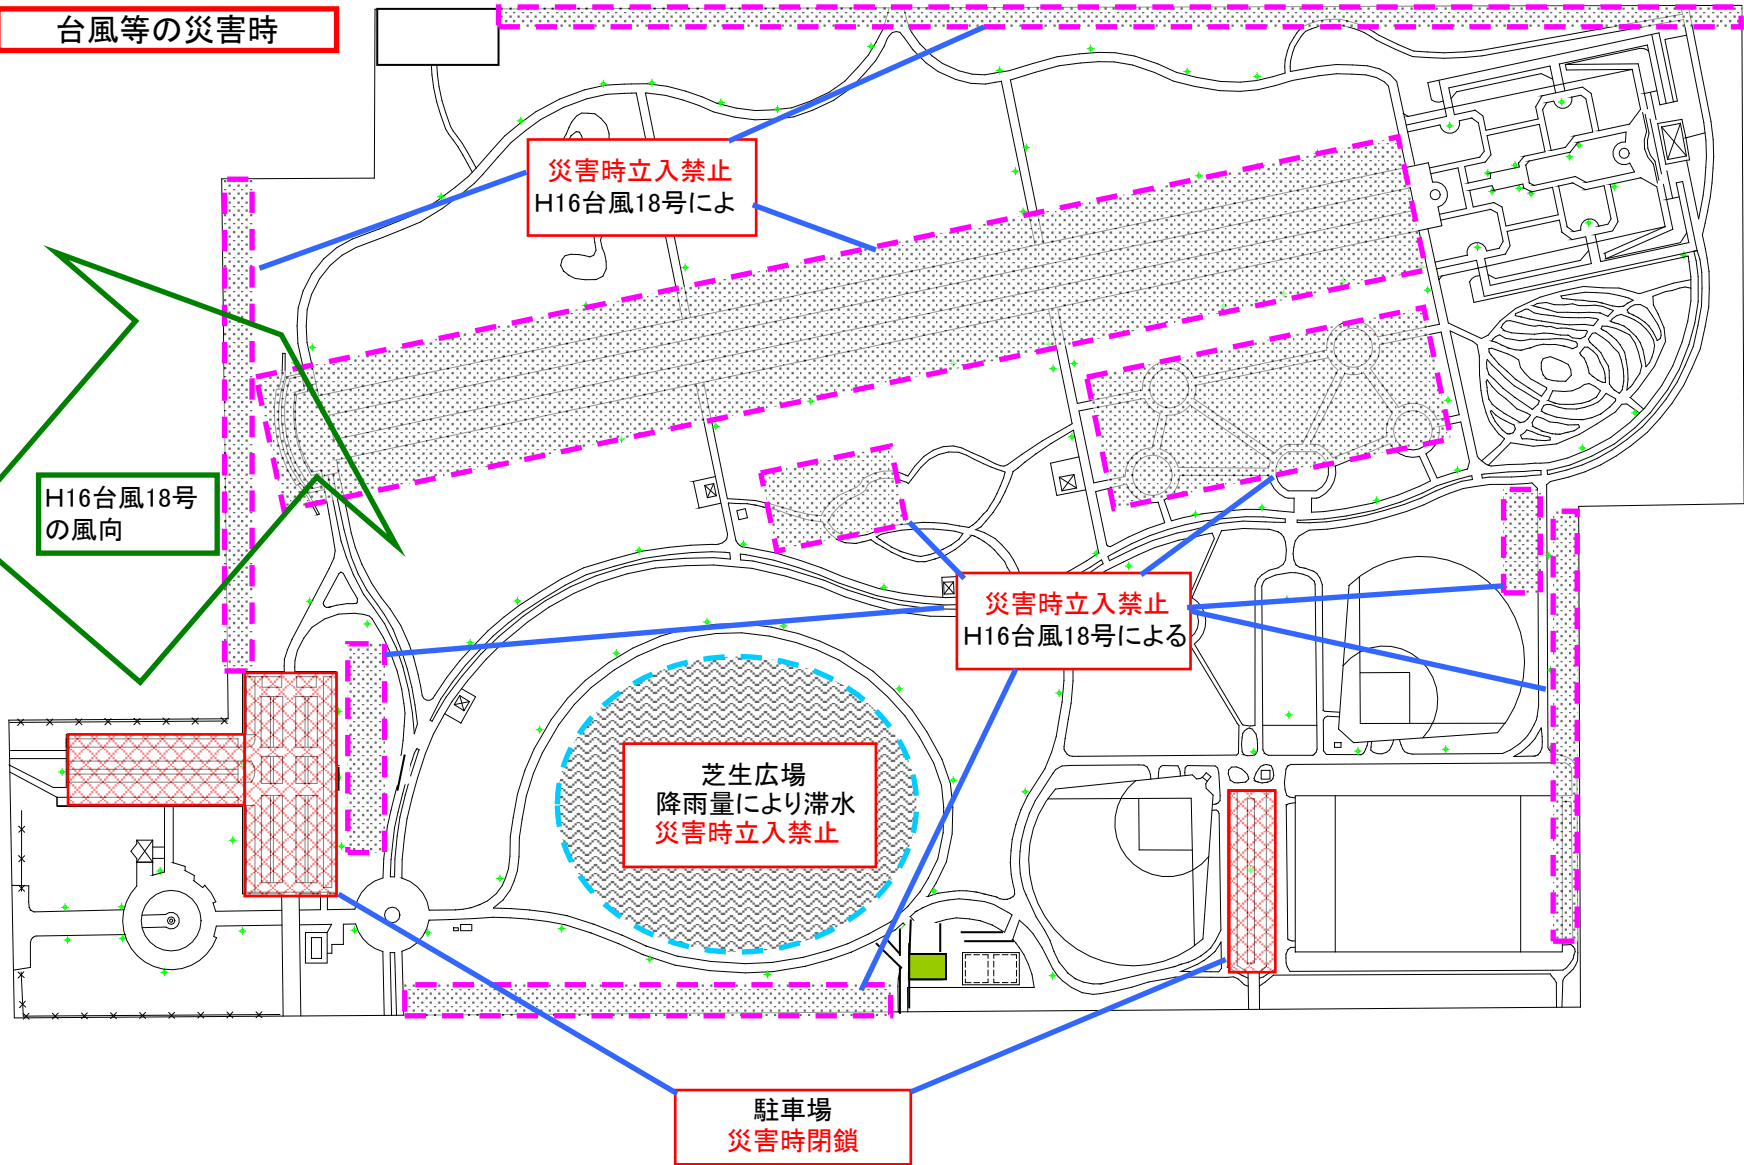 台風等の災害時
災害時立入禁止
H16台風18号によ
H16台風18号
の風向
災害時立入禁止
H16台風18号による
芝生広場
降雨量により滞水
災害時立入禁止
駐車場
災害時閉鎖